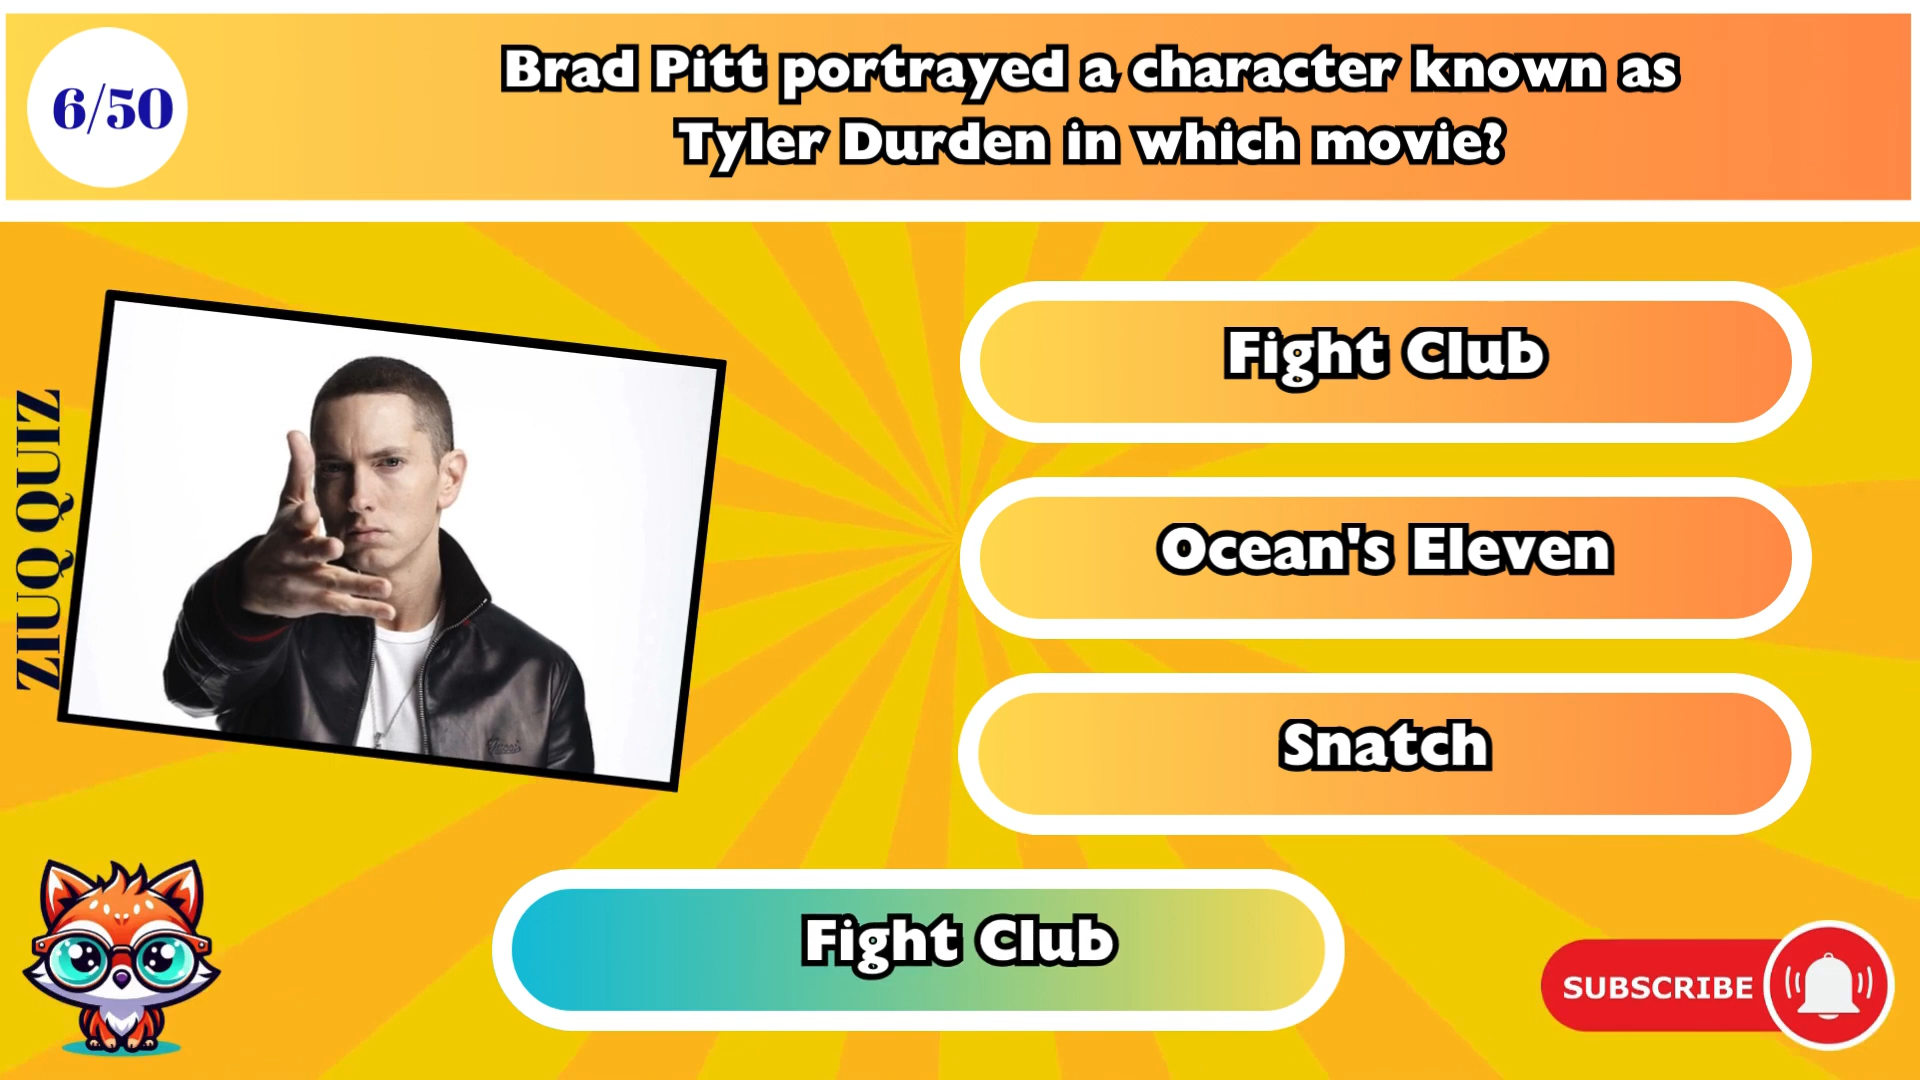 6/50
Brad Pitt portrayed a character known as
Tyler Durden in which movie?
ZIUQ QUIZ
Fight Club
Ocean's Eleven
Snatch
Fight Club
SUBSCRIBE